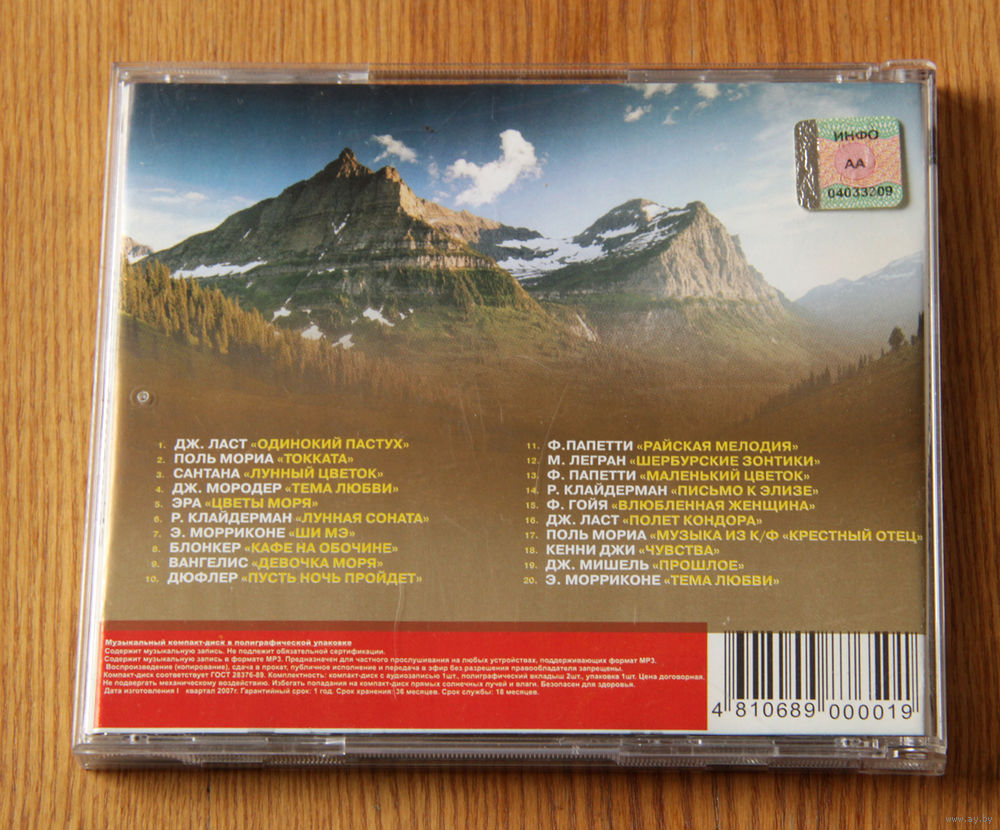 ИНФО
АА
04033209
1. ДЖ. ЛАСТ «ОДИНОКИЙ ПАСТУХ»
2. ПОЛЬ МОРИА «ТОККАТА»
3. САНТАНА «ЛУННЫЙ ЦВЕТОК»
4. ДЖ. МОРОДЕР «ТЕМА ЛЮБВИ»
5. ЭРА «ЦВЕТЫ МОРЯ»
6. Р. КЛАЙДЕРМАН «ЛУННАЯ СОНАТА»
7. Э. МОРРИКОНЕ «ШИ МЭ»
8. БЛОНКЕР «КАФЕ НА ОБОЧИНЕ»
9. ВАНГЕЛИС «ДЕВОЧКА МОРЯ»
10. ДЮФЛЕР «ПУСТЬ НОЧЬ ПРОЙДЕТ»
11. Ф.ПАПЕТТИ «РАЙСКАЯ МЕЛОДИЯ»
12. М. ЛЕГРАН «ШЕРБУРСКИЕ ЗОНТИКИ»
13. Ф. ПАПЕТТИ «МАЛЕНЬКИЙ ЦВЕТОК»
14. Р. КЛАЙДЕРМАН «ПИСЬМО К ЭЛИЗЕ»
15. Ф. ГОЙЯ «ВЛЮБЛЕННАЯ ЖЕНЩИНА»
16. ДЖ. ЛАСТ «ПОЛЕТ КОНДОРА»
17. ПОЛЬ МОРИА «МУЗЫКА ИЗ К/Ф «КРЕСТНЫЙ ОТЕЦ»
18. КЕННИ ДЖИ «ЧУВСТВА»
19. ДЖ. МИШЕЛЬ «ПРОШЛОЕ»
20. Э. МОРРИКОНЕ «ТЕМА ЛЮБВИ»
Музыкальный компакт-диск в полиграфической упаковке
Содержит музыкальную запись. Не подлежит обязательной сертификации.
Содержит музыкальную запись в формате МР3. Предназначен для частного прослушивания на любых устройствах, поддерживающих формат МР3.
Воспроизведение (копирование), сдача в прокат, публичное исполнение и передача в эфир без разрешения правообладателя запрещены.
Компакт-диск соответствует ГОСТ 28376-89. Комплектность: компакт-диск с аудиозаписью 1шт., полиграфический вкладыш 2шт., упаковка 1шт. Цена договорная.
Не подвергать механическому воздействию. Избегать попадания на компакт-диск прямых солнечных лучей и влаги. Безопасен для здоровья.
Дата изготовления I квартал 2007г. Гарантийный срок: 1 год. Срок хранения: 36 месяцев. Срок службы: 18 месяцев.
4 810689 000019
www.ay.by